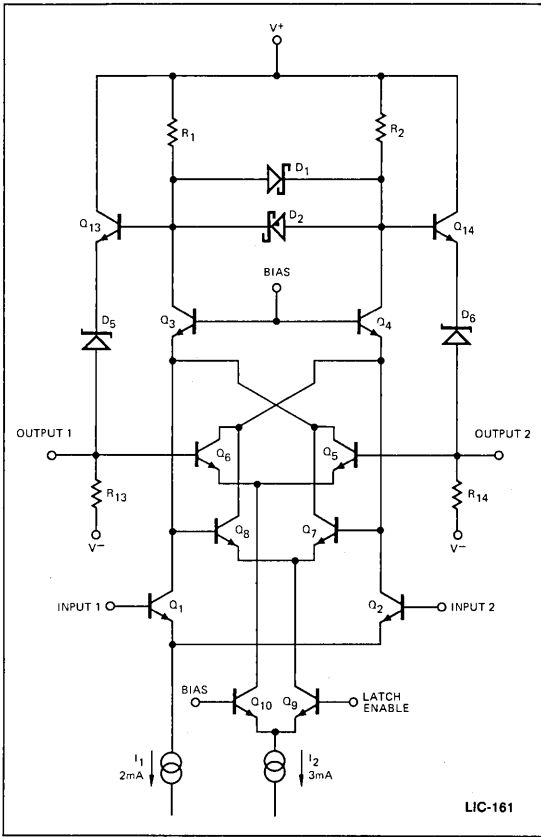 V+
R1
R2
D1
D2
Q13
Q14
BIAS
D5
Q3
Q4
D6
OUTPUT 1
Q6
Q5
OUTPUT 2
R13
R14
V−
Q8
Q7
V−
INPUT 1
Q1
Q2
INPUT 2
BIAS
Q10
Q9
LATCH
ENABLE
I1
2mA
I2
3mA
LIC-161